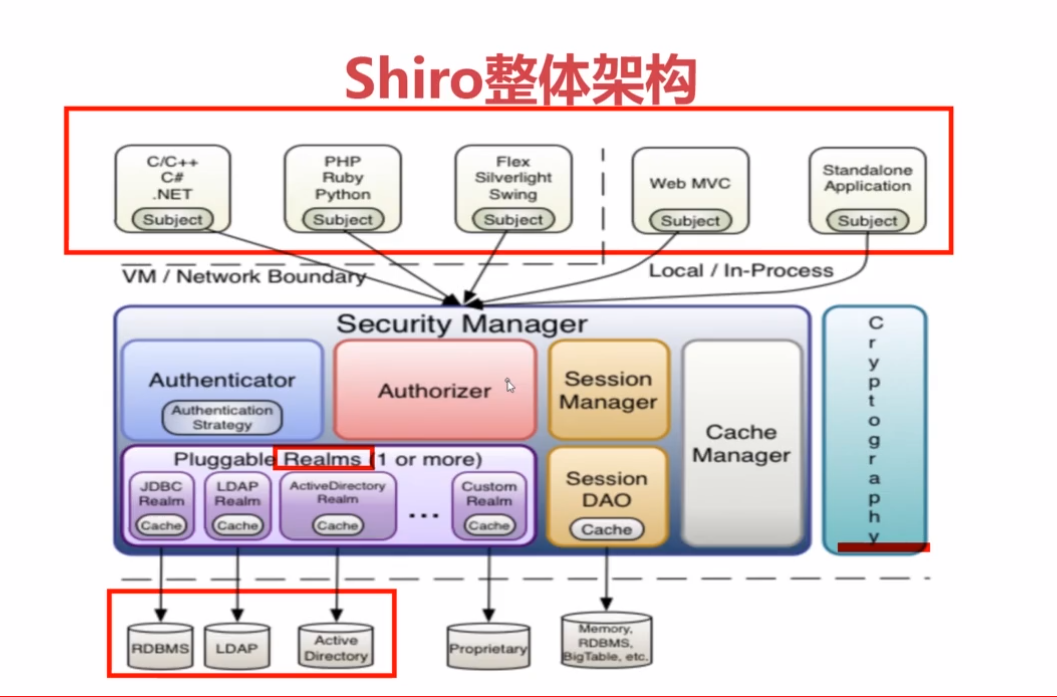 Shiro整体架构
C/C++
C#
.NET
Subject
PHP
Ruby
Python
Subject
Flex
Silverlight
Swing
Subject
Web MVC
Subject
Standalone
Application
Subject
VM / Network Boundary
Local / In-Process
Security Manager
Authenticator
Authentication
Strategy
Authorizer
Session
Manager
Cache
Manager
Cryptography
Pluggable Realms (1 or more)
JDBC
Realm
Cache
LDAP
Realm
Cache
ActiveDirectory
Realm
Cache
...
Custom
Realm
Cache
Session
DAO
Cache
RDBMS
LDAP
Active
Directory
Proprietary
Memory,
RDBMS,
BigTable, etc.